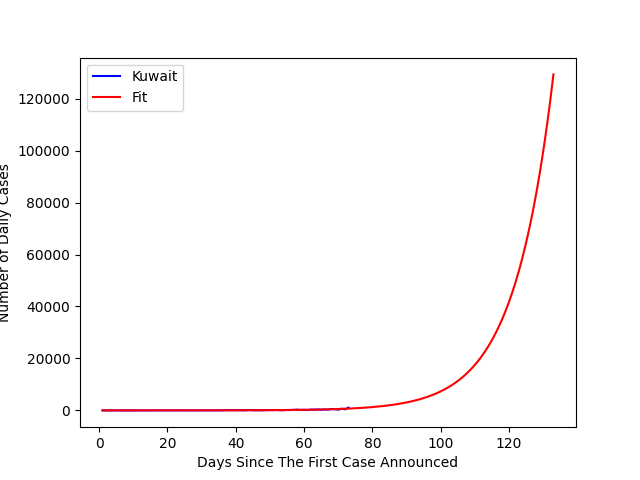 Kuwait
Fit
Number of Daily Cases
120000
100000
80000
60000
40000
20000
0
0 20 40 60 80 100 120
Days Since The First Case Announced